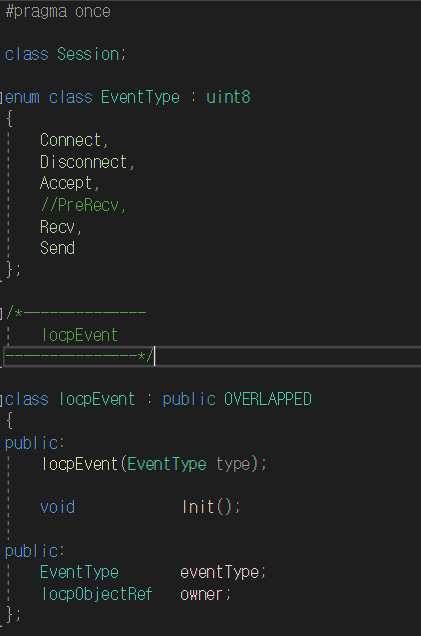 #pragma once
class Session;
enum class EventType : uint8
{
Connect,
Disconnect,
Accept,
//PreRecv,
Recv,
Send
};
/*--------------
IocpEvent
---------------*/
class IocpEvent : public OVERLAPPED
{
public:
IocpEvent(EventType type);
void Init();
public:
EventType eventType;
IocpObjectRef owner;
};